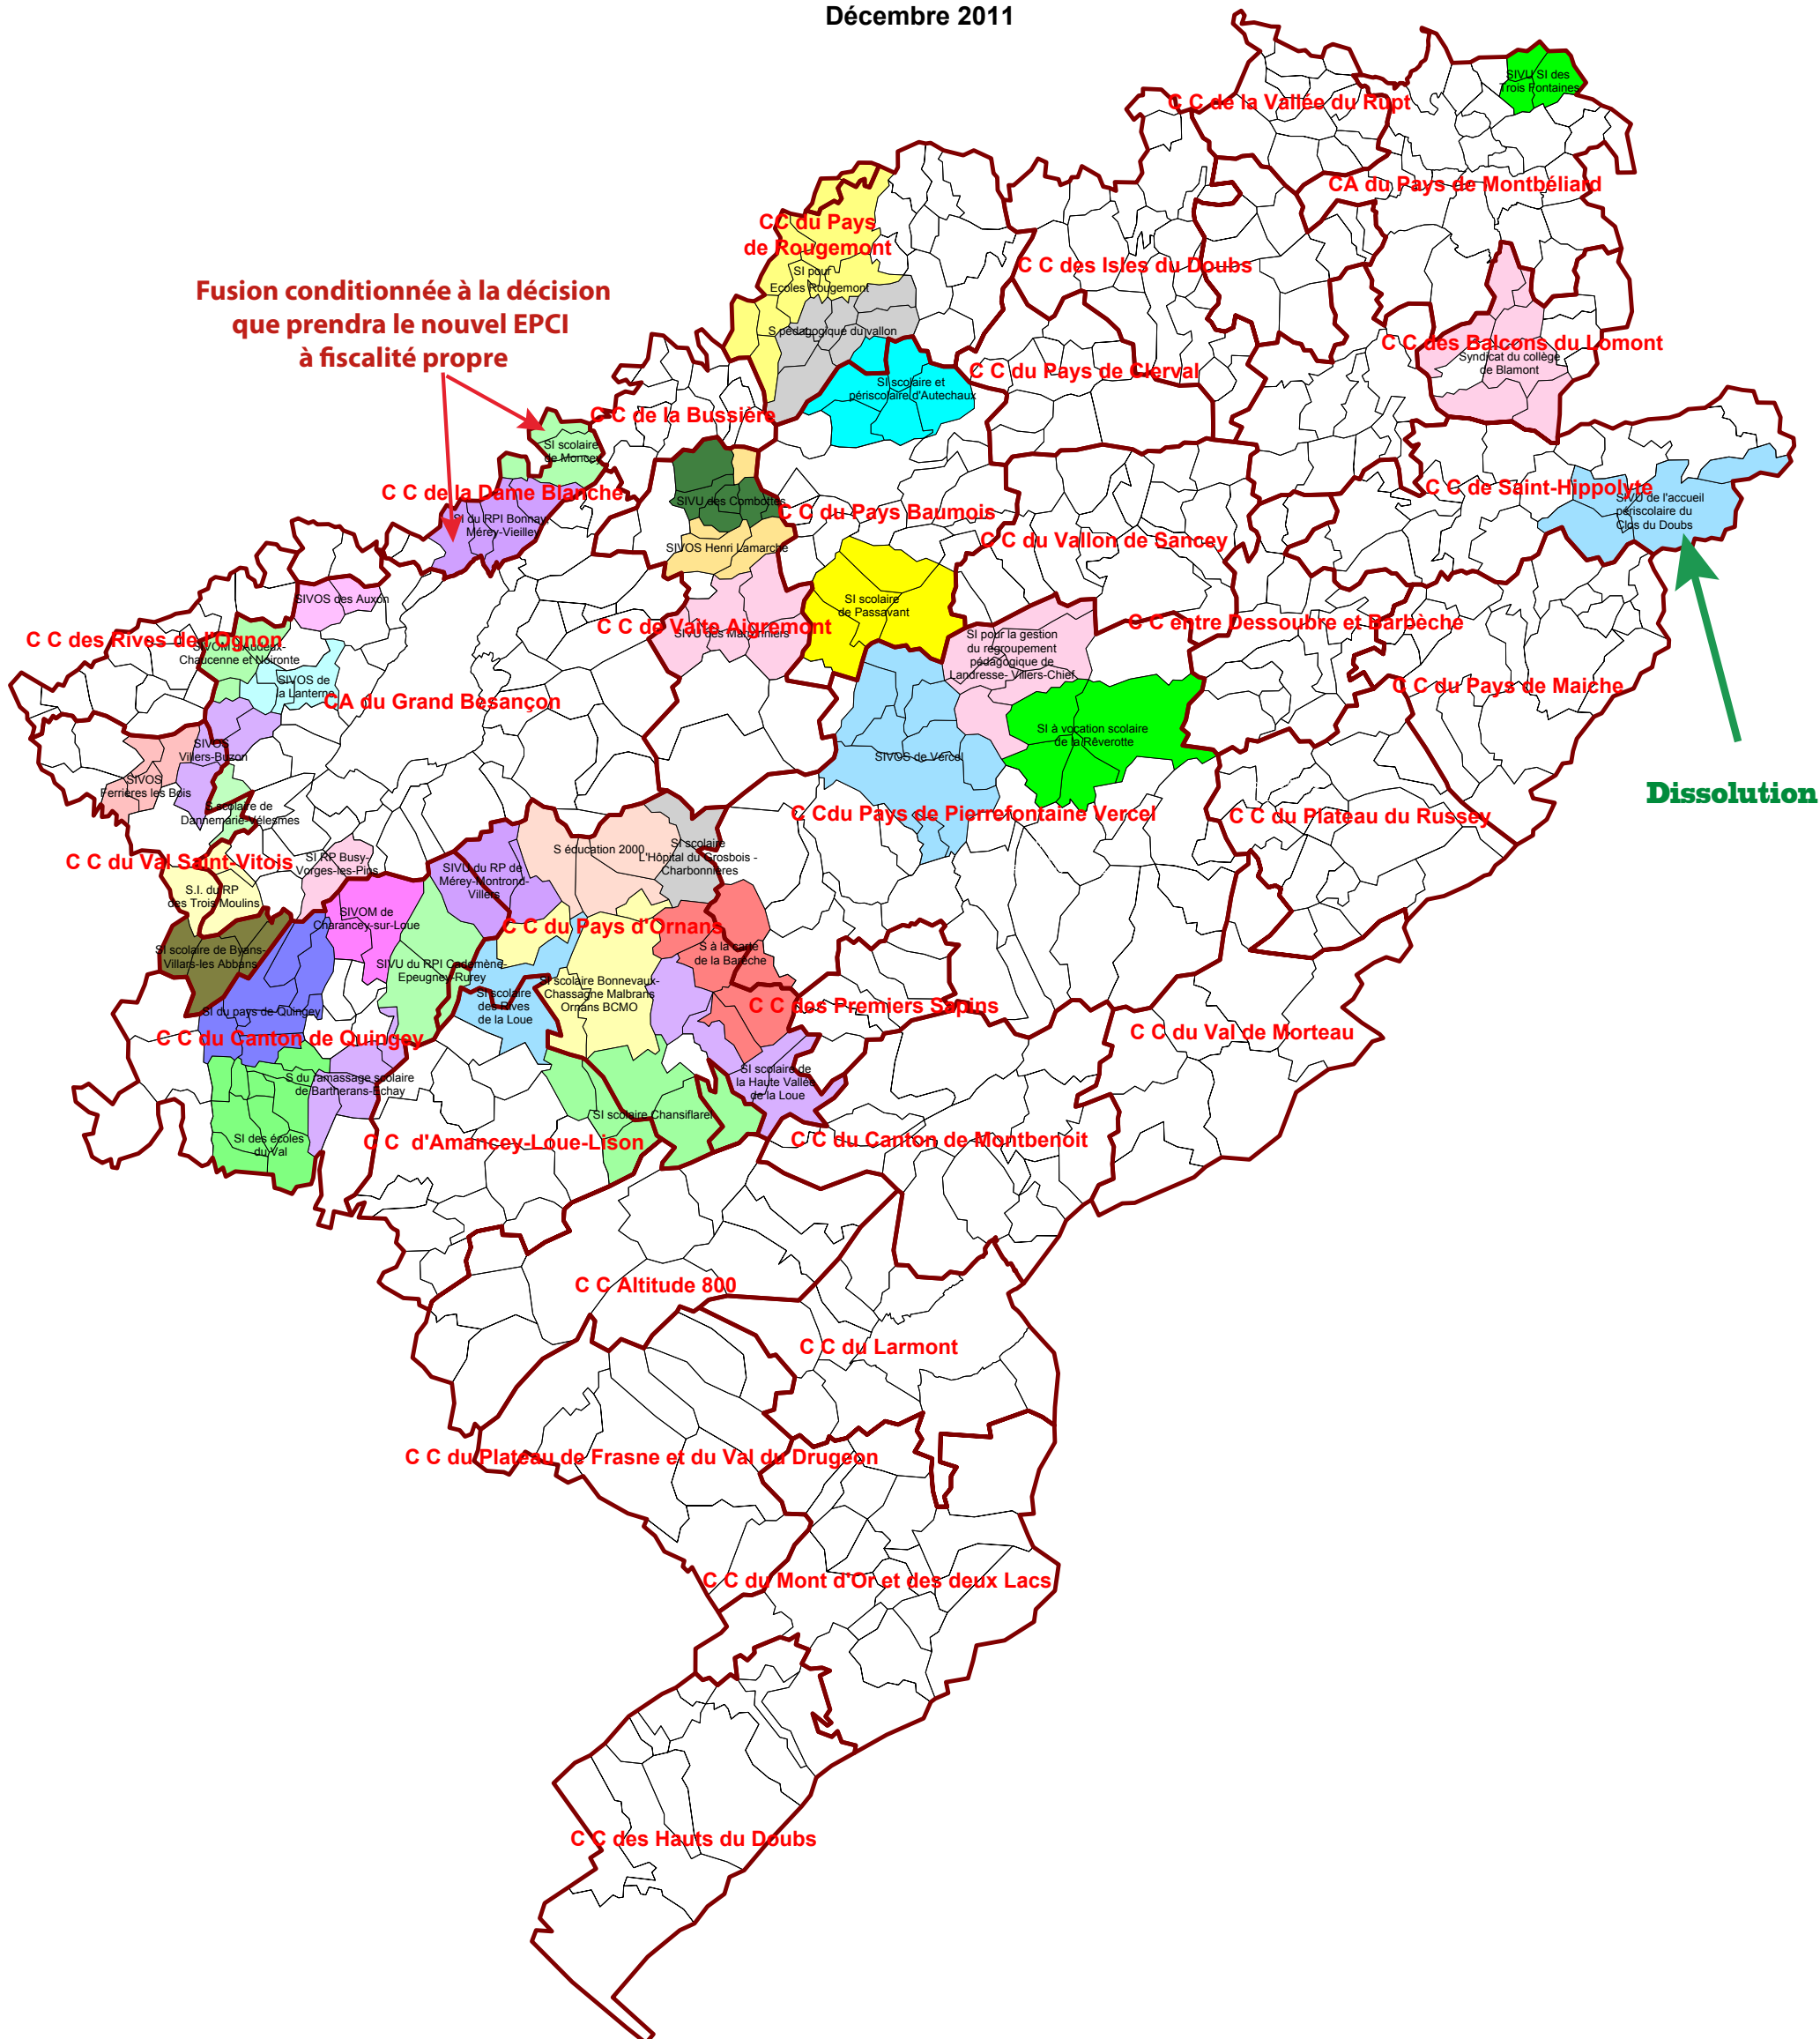 Décembre 2011
SIVU SI des
Trois Fontaines
C C de la Vallée du Rupt
CA du Pays de Montbéliard
CC du Pays
de Rougemont
SI pour
Ecoles Rougemont
C C des Isles du Doubs
Fusion conditionnée à la décision
que prendra le nouvel EPCI
à fiscalité propre
S pédagogique du vallon
C C des Balcons du Lomont
Syndicat du collège
de Blamont
C C du Pays de Clerval
SI scolaire et
périscolaire d'Autechaux
C C de la Bussière
SI scolaire
de Moncey
C C de la Dame Blanche
SIVU des Combottes
C C de Saint-Hippolyte
SIVU de l'accueil
périscolaire du
Clos du Doubs
C C du Pays Baumois
SI du RPI Bonnay,
Mérey-Vieilley
C C du Vallon de Sancey
SIVOS Henri Lamarche
SIVOS des Auxon
SI scolaire
de Passavant
C C entre Dessoubre et Barbèche
C C de Vaîte Aigremont
SIVU des Maronniers
C C des Rives de l'Ognon
SIVOM d'Audeux-
Chaucenne et Noironte
SI pour la gestion
du regroupement
pédagogique de
Landresse- Villers-Chief
SIVOS de
la Lanterne
C C du Pays de Maiche
CA du Grand Besançon
SI à vocation scolaire
de la Rêverotte
SIVOS
Villers-Buzon
SIVOS de Vercel
SIVOS
Ferrières les Bois
Dissolution
S scolaire de
Dannemarie-Vélesmes
C Cdu Pays de Pierrefontaine Vercel
C C du Plateau du Russey
S éducation 2000
SI scolaire
L'Hôpital du Grosbois -
Charbonnières
C C du Val Saint-Vitois
SI RP Busy-
Vorges-les-Pins
SIVU du RP de
Mérey-Montrond-
Villers
S.I. du RP
des Trois Moulins
SIVOM de
Charancey-sur-Loue
C C du Pays d'Ornans
SI scolaire de Byans-
Villars-les Abbans
S à la carte
de la Barèche
SIVU du RPI Cademène-
Epeugney-Rurey
SI scolaire Bonnevaux-
Chassagne Malbrans
Ornans BCMO
SI scolaire
des Rives
de la Loue
C C des Premiers Sapins
SI du pays de Quingey
C C du Canton de Quingey
C C du Val de Morteau
S du ramassage scolaire
de Bartherans-Echay
SI scolaire de
la Haute Vallée
de la Loue
SI scolaire Chansiflarel
SI des écoles
du Val
C C d'Amancey-Loue-Lison
C C du Canton de Montbenoit
C C Altitude 800
C C du Larmont
C C du Plateau de Frasne et du Val du Drugeon
C C du Mont d'Or et des deux Lacs
C C des Hauts du Doubs